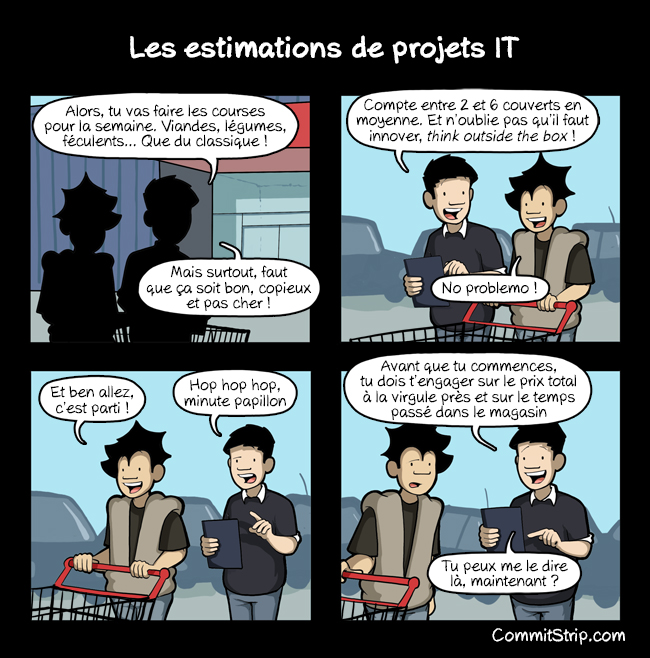 Les estimations de projets IT
Alors, tu vas faire les courses
pour la semaine. Viandes, légumes,
féculents... Que du classique !
Mais surtout, faut
que ça soit bon, copieux
et pas cher !
Compte entre 2 et 6 couverts en
moyenne. Et n'oublie pas qu'il faut
innover, think outside the box !
No problemo !
Et ben allez,
c'est parti !
Hop hop hop,
minute papillon
Avant que tu commences,
tu dois t'engager sur le prix total
à la virgule près et sur le temps
passé dans le magasin
Tu peux me le dire
là, maintenant ?
CommitStrip.com